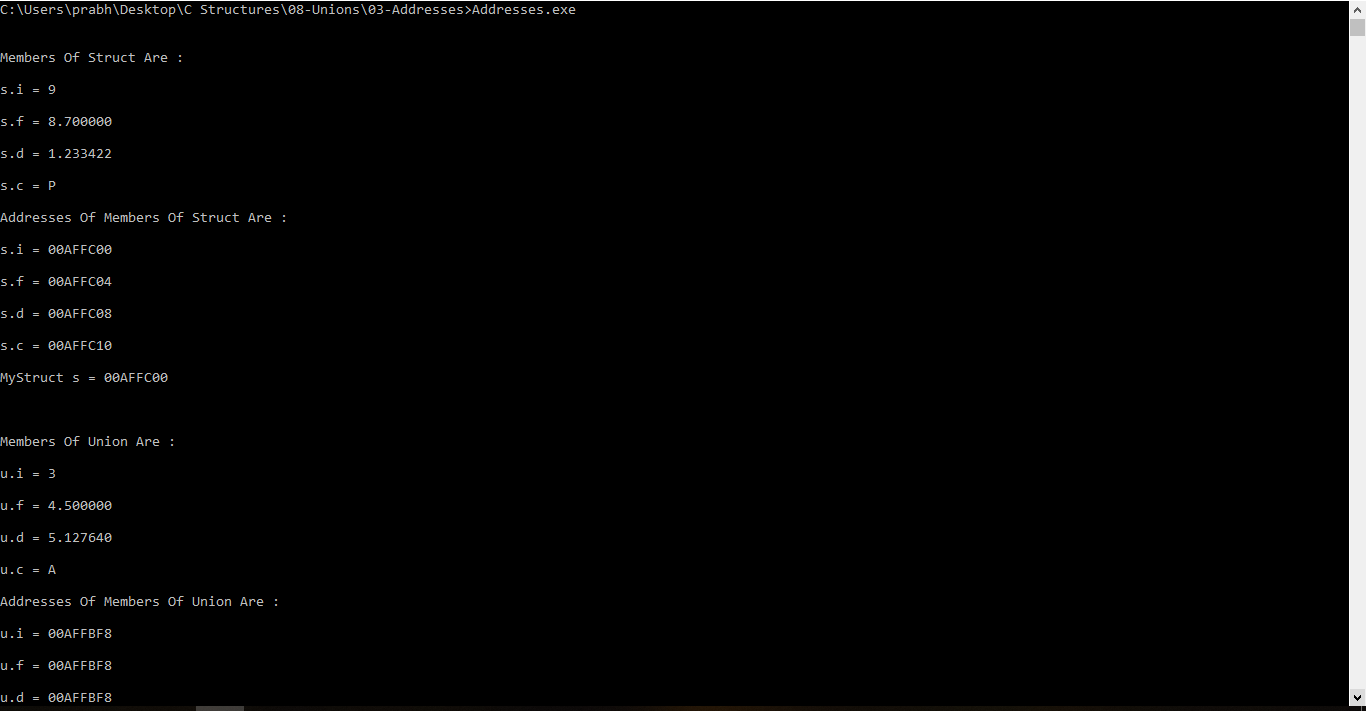 C:\Users\prabh\Desktop\C Structures\08-Unions\03-Addresses>Addresses.exe
Members Of Struct Are :
s.i = 9
s.f = 8.700000
s.d = 1.233422
s.c = P
Addresses Of Members Of Struct Are :
s.i = 00AFFC00
s.f = 00AFFC04
s.d = 00AFFC08
s.c = 00AFFC10
MyStruct s = 00AFFC00
Members Of Union Are :
u.i = 3
u.f = 4.500000
u.d = 5.127640
u.c = A
Addresses Of Members Of Union Are :
u.i = 00AFFBF8
u.f = 00AFFBF8
u.d = 00AFFBF8